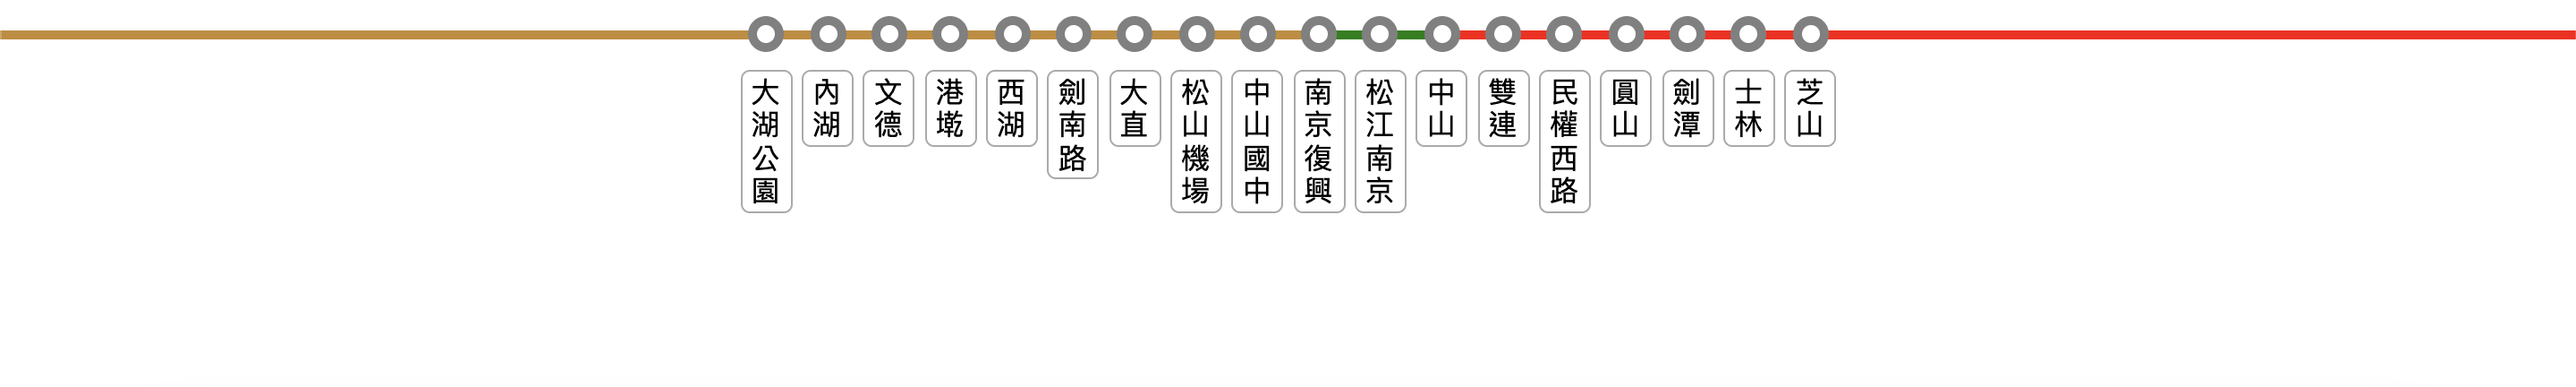 大湖公園
內湖
文德
港墘
西湖
劍南路
大直
松山機場
中山國中
南京復興
松江南京
中山
雙連
民權西路
圓山
劍潭
士林
芝山